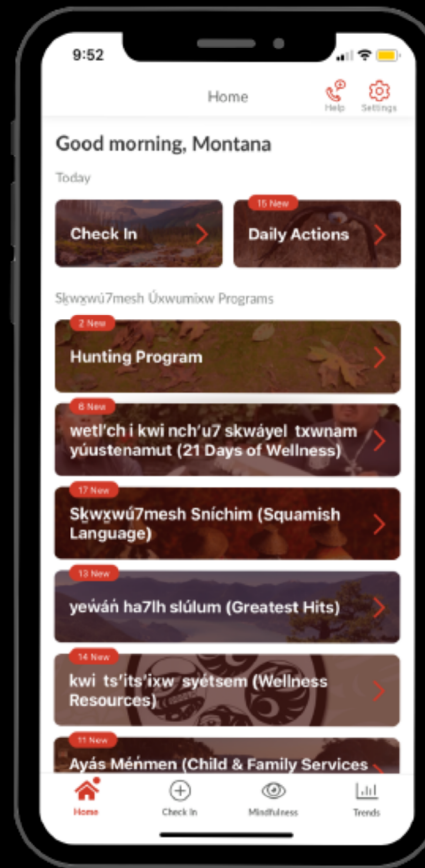 9:52
Home
Help
Settings
Good morning, Montana
Today
Check In
15 New
Daily Actions
Sḵwx̱wú7mesh Úxwumixw Programs
2 New
Hunting Program
6 New
wetl'ch i kwi nch'u7 skwáyel txwnam
yúustenamut (21 Days of Wellness)
17 New
Sḵwx̱wú7mesh Sníchim (Squamish
Language)
13 New
yew̓áń ha7lh slúlum (Greatest Hits)
14 New
kwi ts'its'ixw syétsem (Wellness
Resources)
11 New
Ayás Méńmen (Child & Family Services
Home
Check In
Mindfulness
Trends